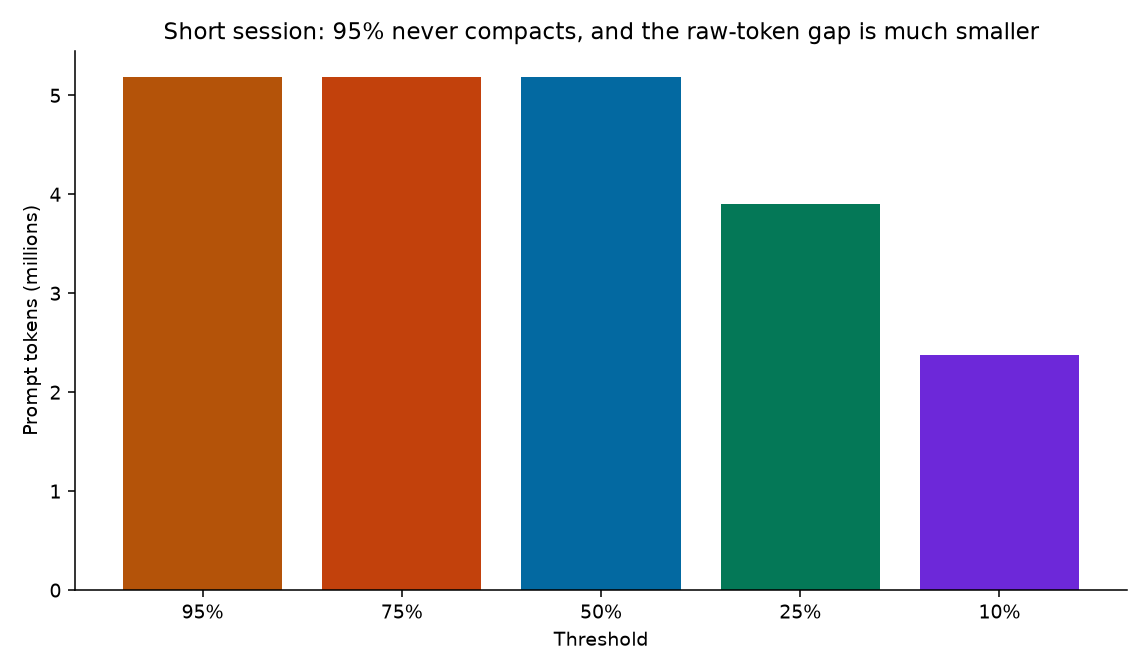 Short session: 95% never compacts, and the raw-token gap is much smaller
Prompt tokens (millions)
5
4
3
2
1
0
95% 75% 50% 25% 10%
Threshold